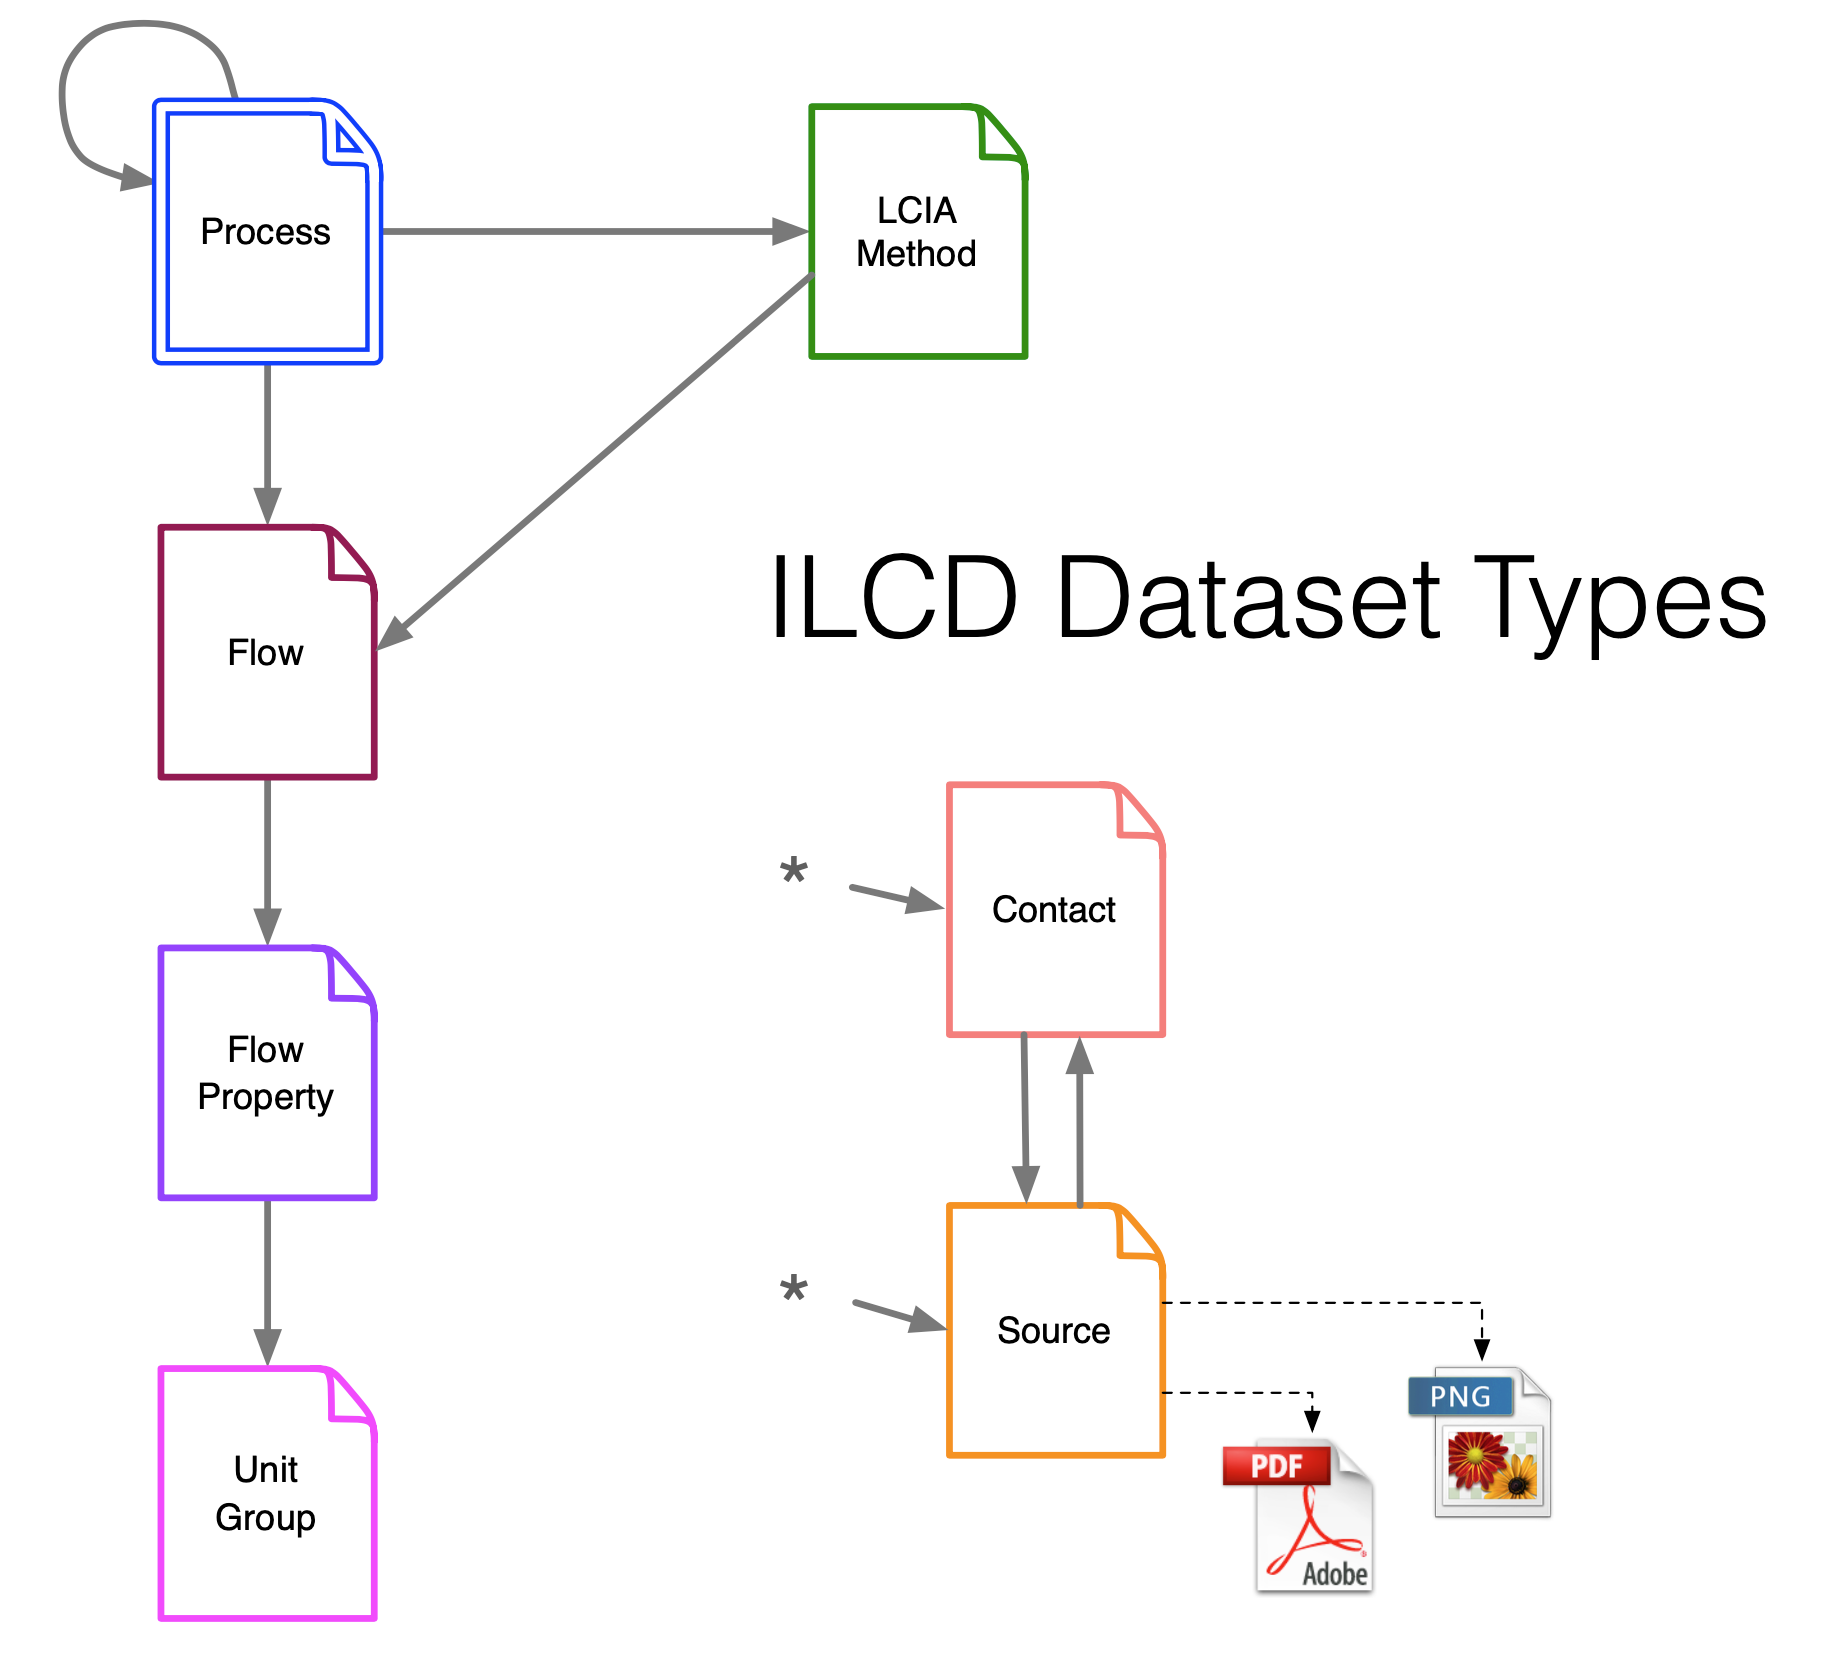 Process
LCIA
Method
Flow
ILCD Dataset Types
*
Contact
Flow
Property
*
Source
PNG
PDF
Adobe
Unit
Group